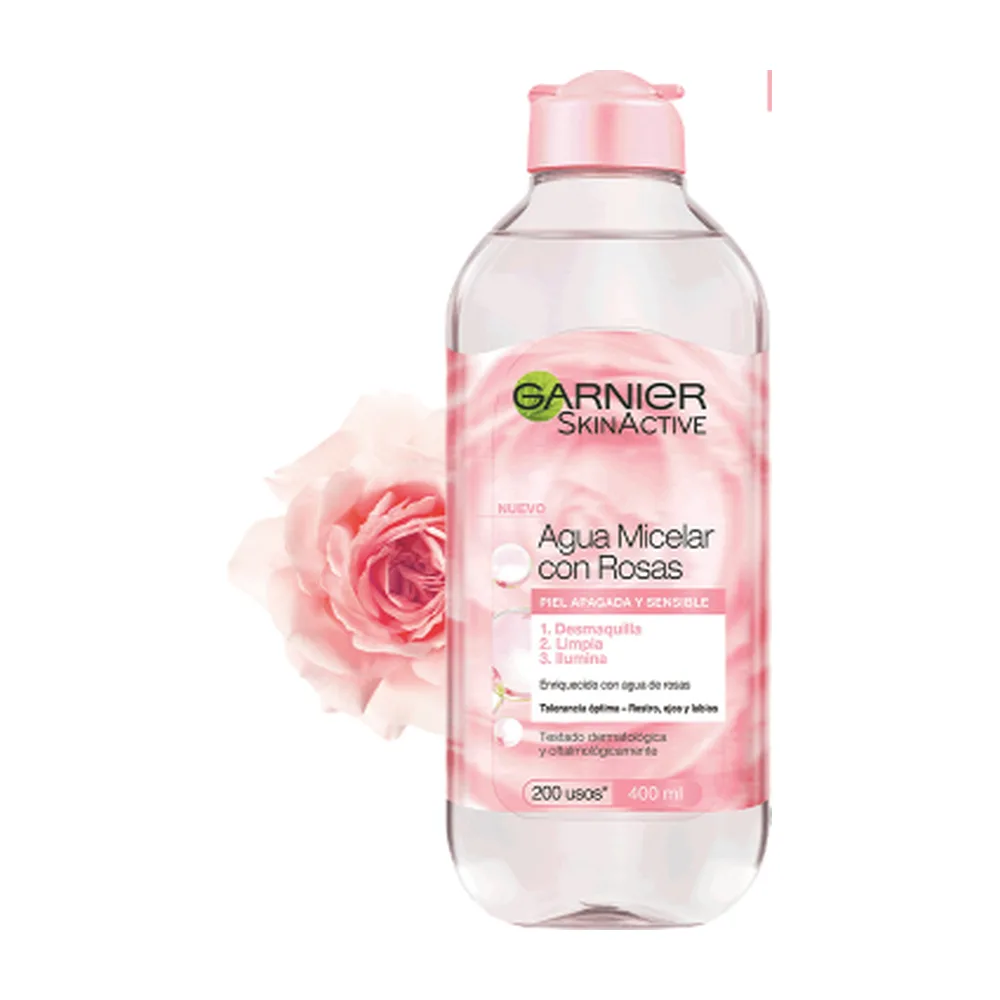 GARNIER
SKINACTIVE
NUEVO
Agua Micelar
con Rosas
PIEL APAGADA Y SENSIBLE
1. Desmaquilla
2. Limpia
3. Ilumina
Enriquecido con agua de rosas
Tolerancia óptima – Rostro, ojos y labios
Testado dermatológica
y oftalmológicamente
200 usos* 400 ml